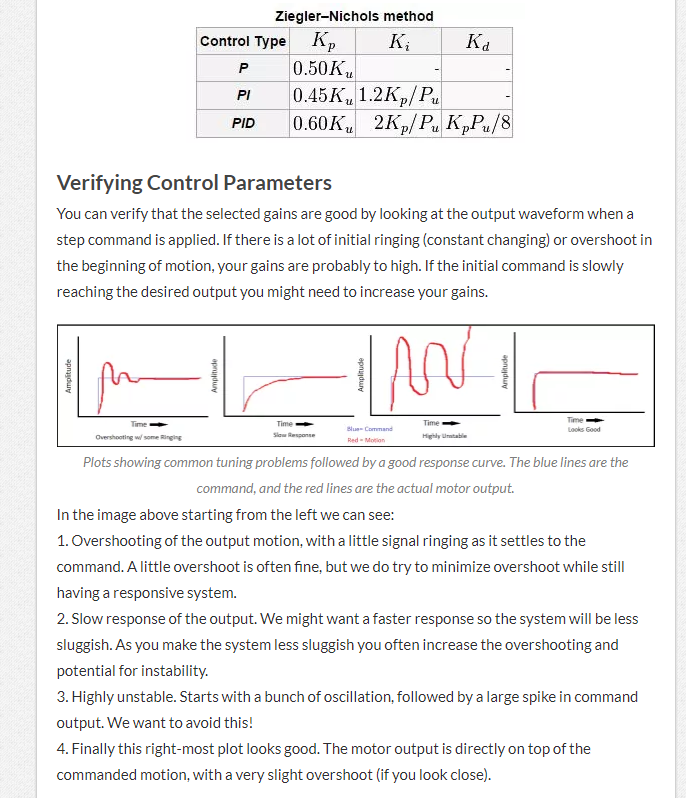 Ziegler–Nichols method
Control Type Kp Ki Kd
P 0.50Ku - -
PI 0.45Ku 1.2Kp/Pu -
PID 0.60Ku 2Kp/Pu KpPu/8
Verifying Control Parameters
You can verify that the selected gains are good by looking at the output waveform when a
step command is applied. If there is a lot of initial ringing (constant changing) or overshoot in
the beginning of motion, your gains are probably to high. If the initial command is slowly
reaching the desired output you might need to increase your gains.
Amplitude
Time
Overshooting w/ some Ringing
Amplitude
Time
Slow Response
Blue- Command
Red - Motion
Amplitude
Time
Highly Unstable
Amplitude
Time
Looks Good
Plots showing common tuning problems followed by a good response curve. The blue lines are the
command, and the red lines are the actual motor output.
In the image above starting from the left we can see:
1. Overshooting of the output motion, with a little signal ringing as it settles to the
command. A little overshoot is often fine, but we do try to minimize overshoot while still
having a responsive system.
2. Slow response of the output. We might want a faster response so the system will be less
sluggish. As you make the system less sluggish you often increase the overshooting and
potential for instability.
3. Highly unstable. Starts with a bunch of oscillation, followed by a large spike in command
output. We want to avoid this!
4. Finally this right-most plot looks good. The motor output is directly on top of the
commanded motion, with a very slight overshoot (if you look close).